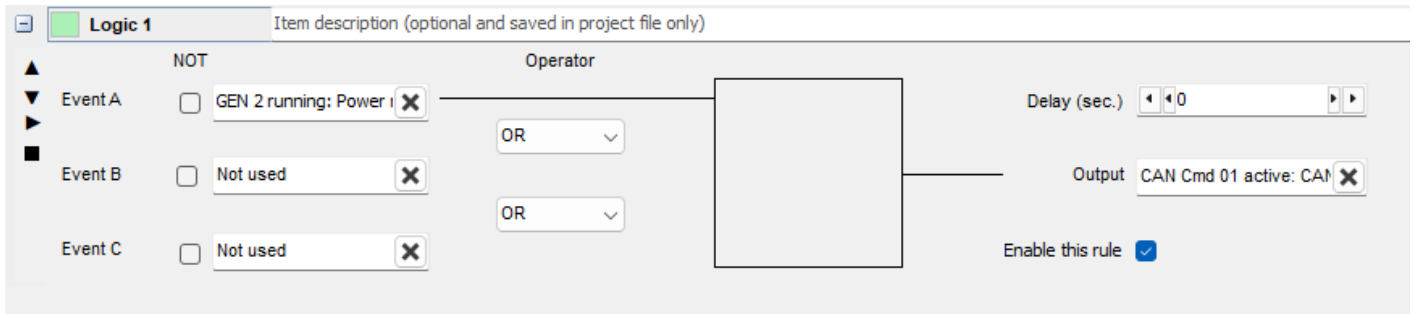 Logic 1 Item description (optional and saved in project file only)
NOT Operator
Event A GEN 2 running: Power Delay (sec.) 0
OR
Event B Not used Output CAN Cmd 01 active: CAN
OR
Event C Not used Enable this rule